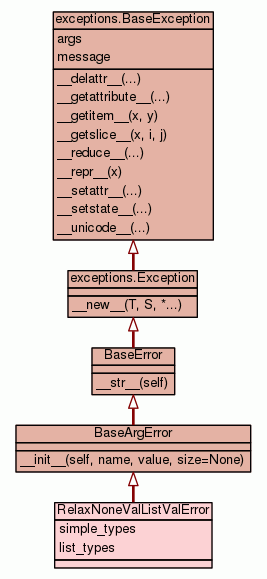 exceptions.BaseException
args
message
__delattr__(...)
__getattribute__(...)
__getitem__(x, y)
__getslice__(x, i, j)
__reduce__(...)
__repr__(x)
__setattr__(...)
__setstate__(...)
__unicode__(...)
exceptions.Exception
__new__(T, S, *...)
BaseError
__str__(self)
BaseArgError
__init__(self, name, value, size=None)
RelaxNoneValListValError
simple_types
list_types